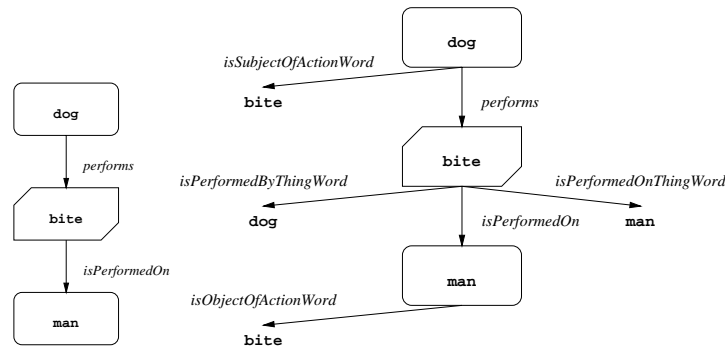 dog
performs
bite
isPerformedOn
man
dog
isSubjectOfActionWord
bite
performs
bite
isPerformedByThingWord
isPerformedOnThingWord
dog
isPerformedOn
man
man
isObjectOfActionWord
bite